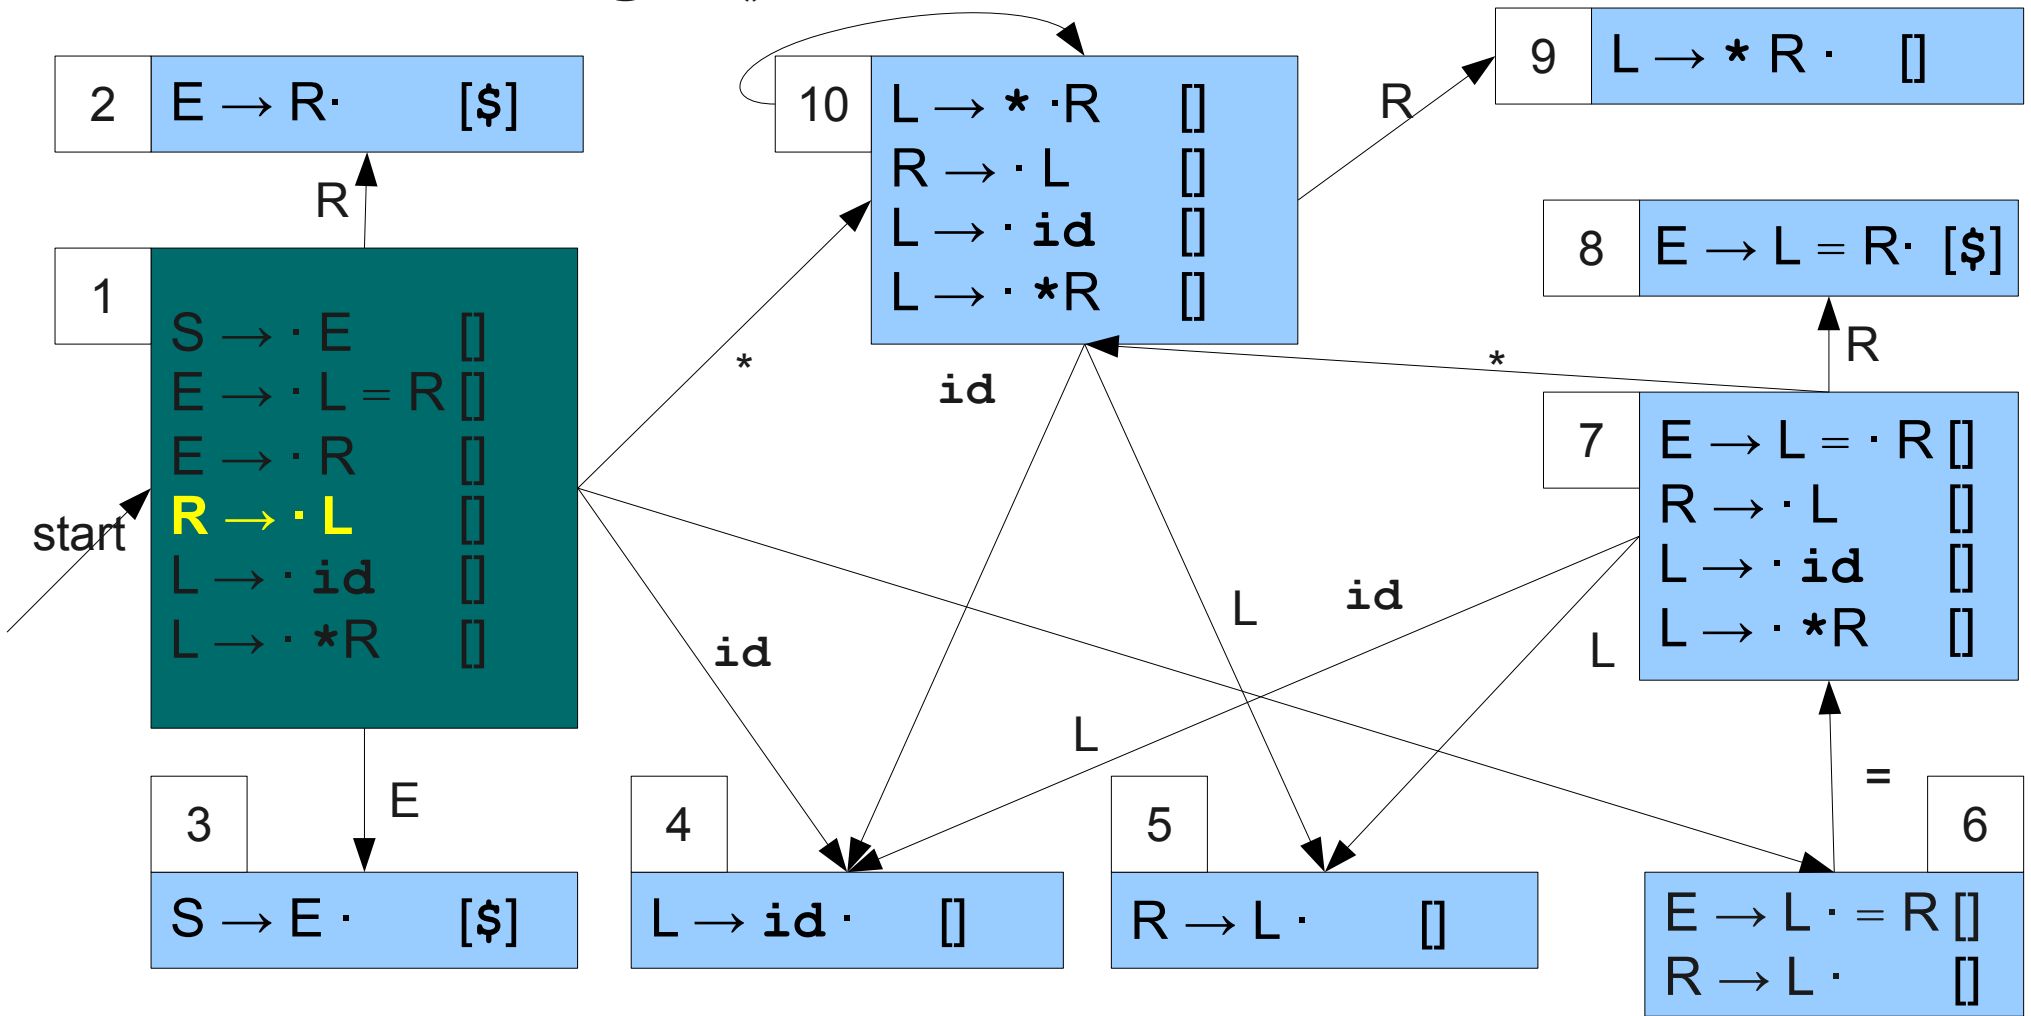 2
E → R· [$]
R
1
S → · E []
E → · L = R []
E → · R []
R → · L []
L → · id []
L → · *R []
start
E
3
S → E · [$]
10
L → * ·R []
R → · L []
L → · id []
L → · *R []
R
9
L → * R · []
8
E → L = R· [$]
R
*
*
id
7
E → L = · R []
R → · L []
L → · id []
L → · *R []
id
L
id
L
L
=
4
L → id · []
5
R → L · []
6
E → L · = R []
R → L · []